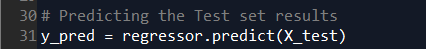 30 # Predicting the Test set results
31 y_pred = regressor.predict(X_test)